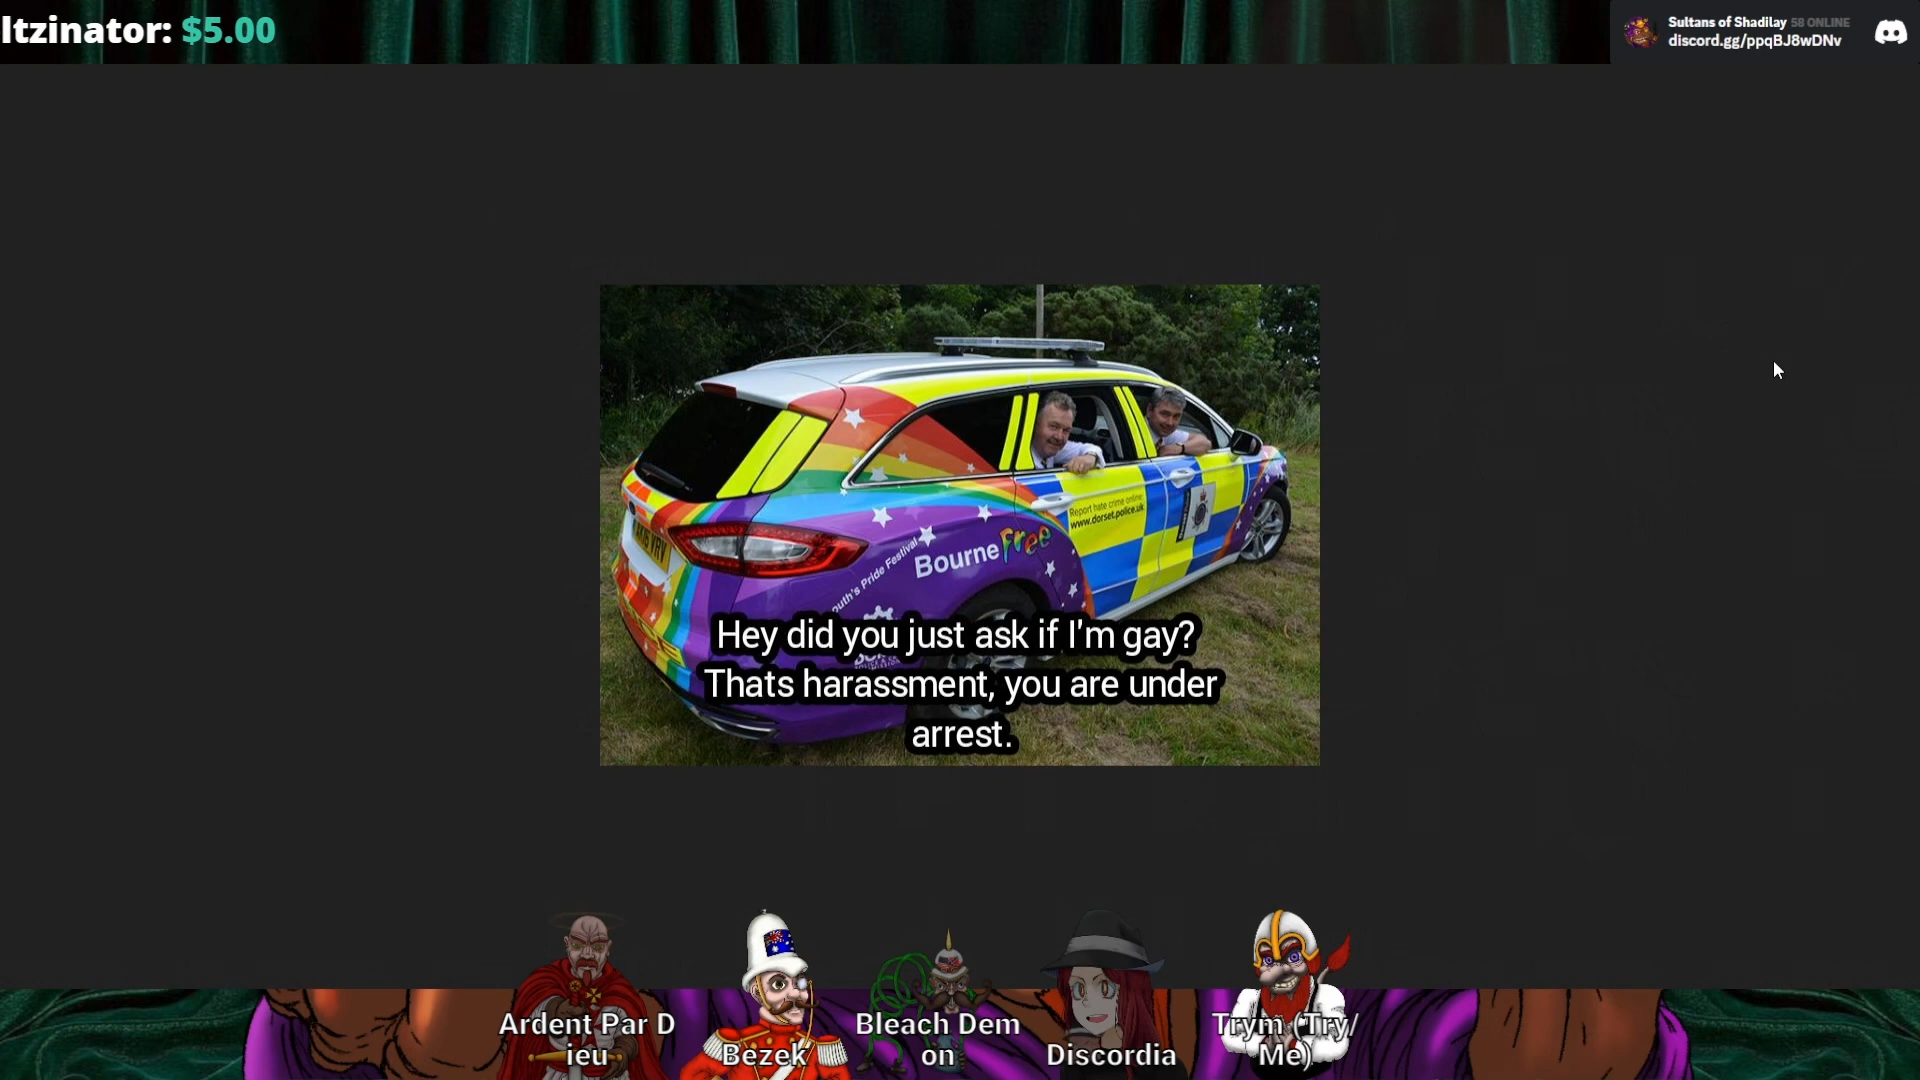 ltzinator: $5.00
Sultans of Shadilay 58 ONLINE
discord.gg/ppqBJ8wDNv
Report hate crime online:
www.dorset.police.uk
outh's Pride Festival
Bourne Free
Hey did you just ask if I'm gay?
Thats harassment, you are under
arrest.
Ardent Par D
ieu
Bezek
Bleach Dem
on
Discordia
Trym (Try/
Me)